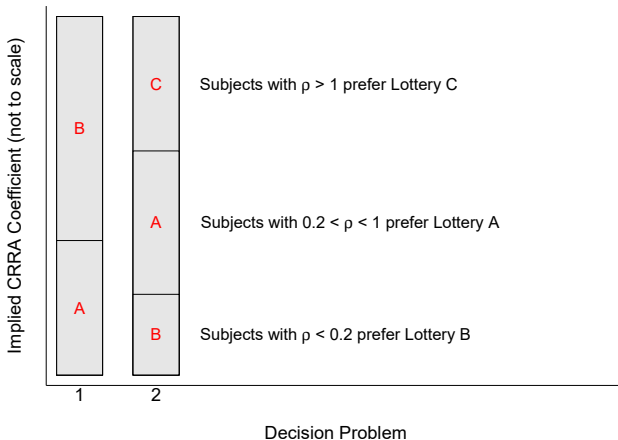 Implied CRRA Coefficient (not to scale)
B
A
C
A
B
Subjects with ρ > 1 prefer Lottery C
Subjects with 0.2 < ρ < 1 prefer Lottery A
Subjects with ρ < 0.2 prefer Lottery B
1
2
Decision Problem